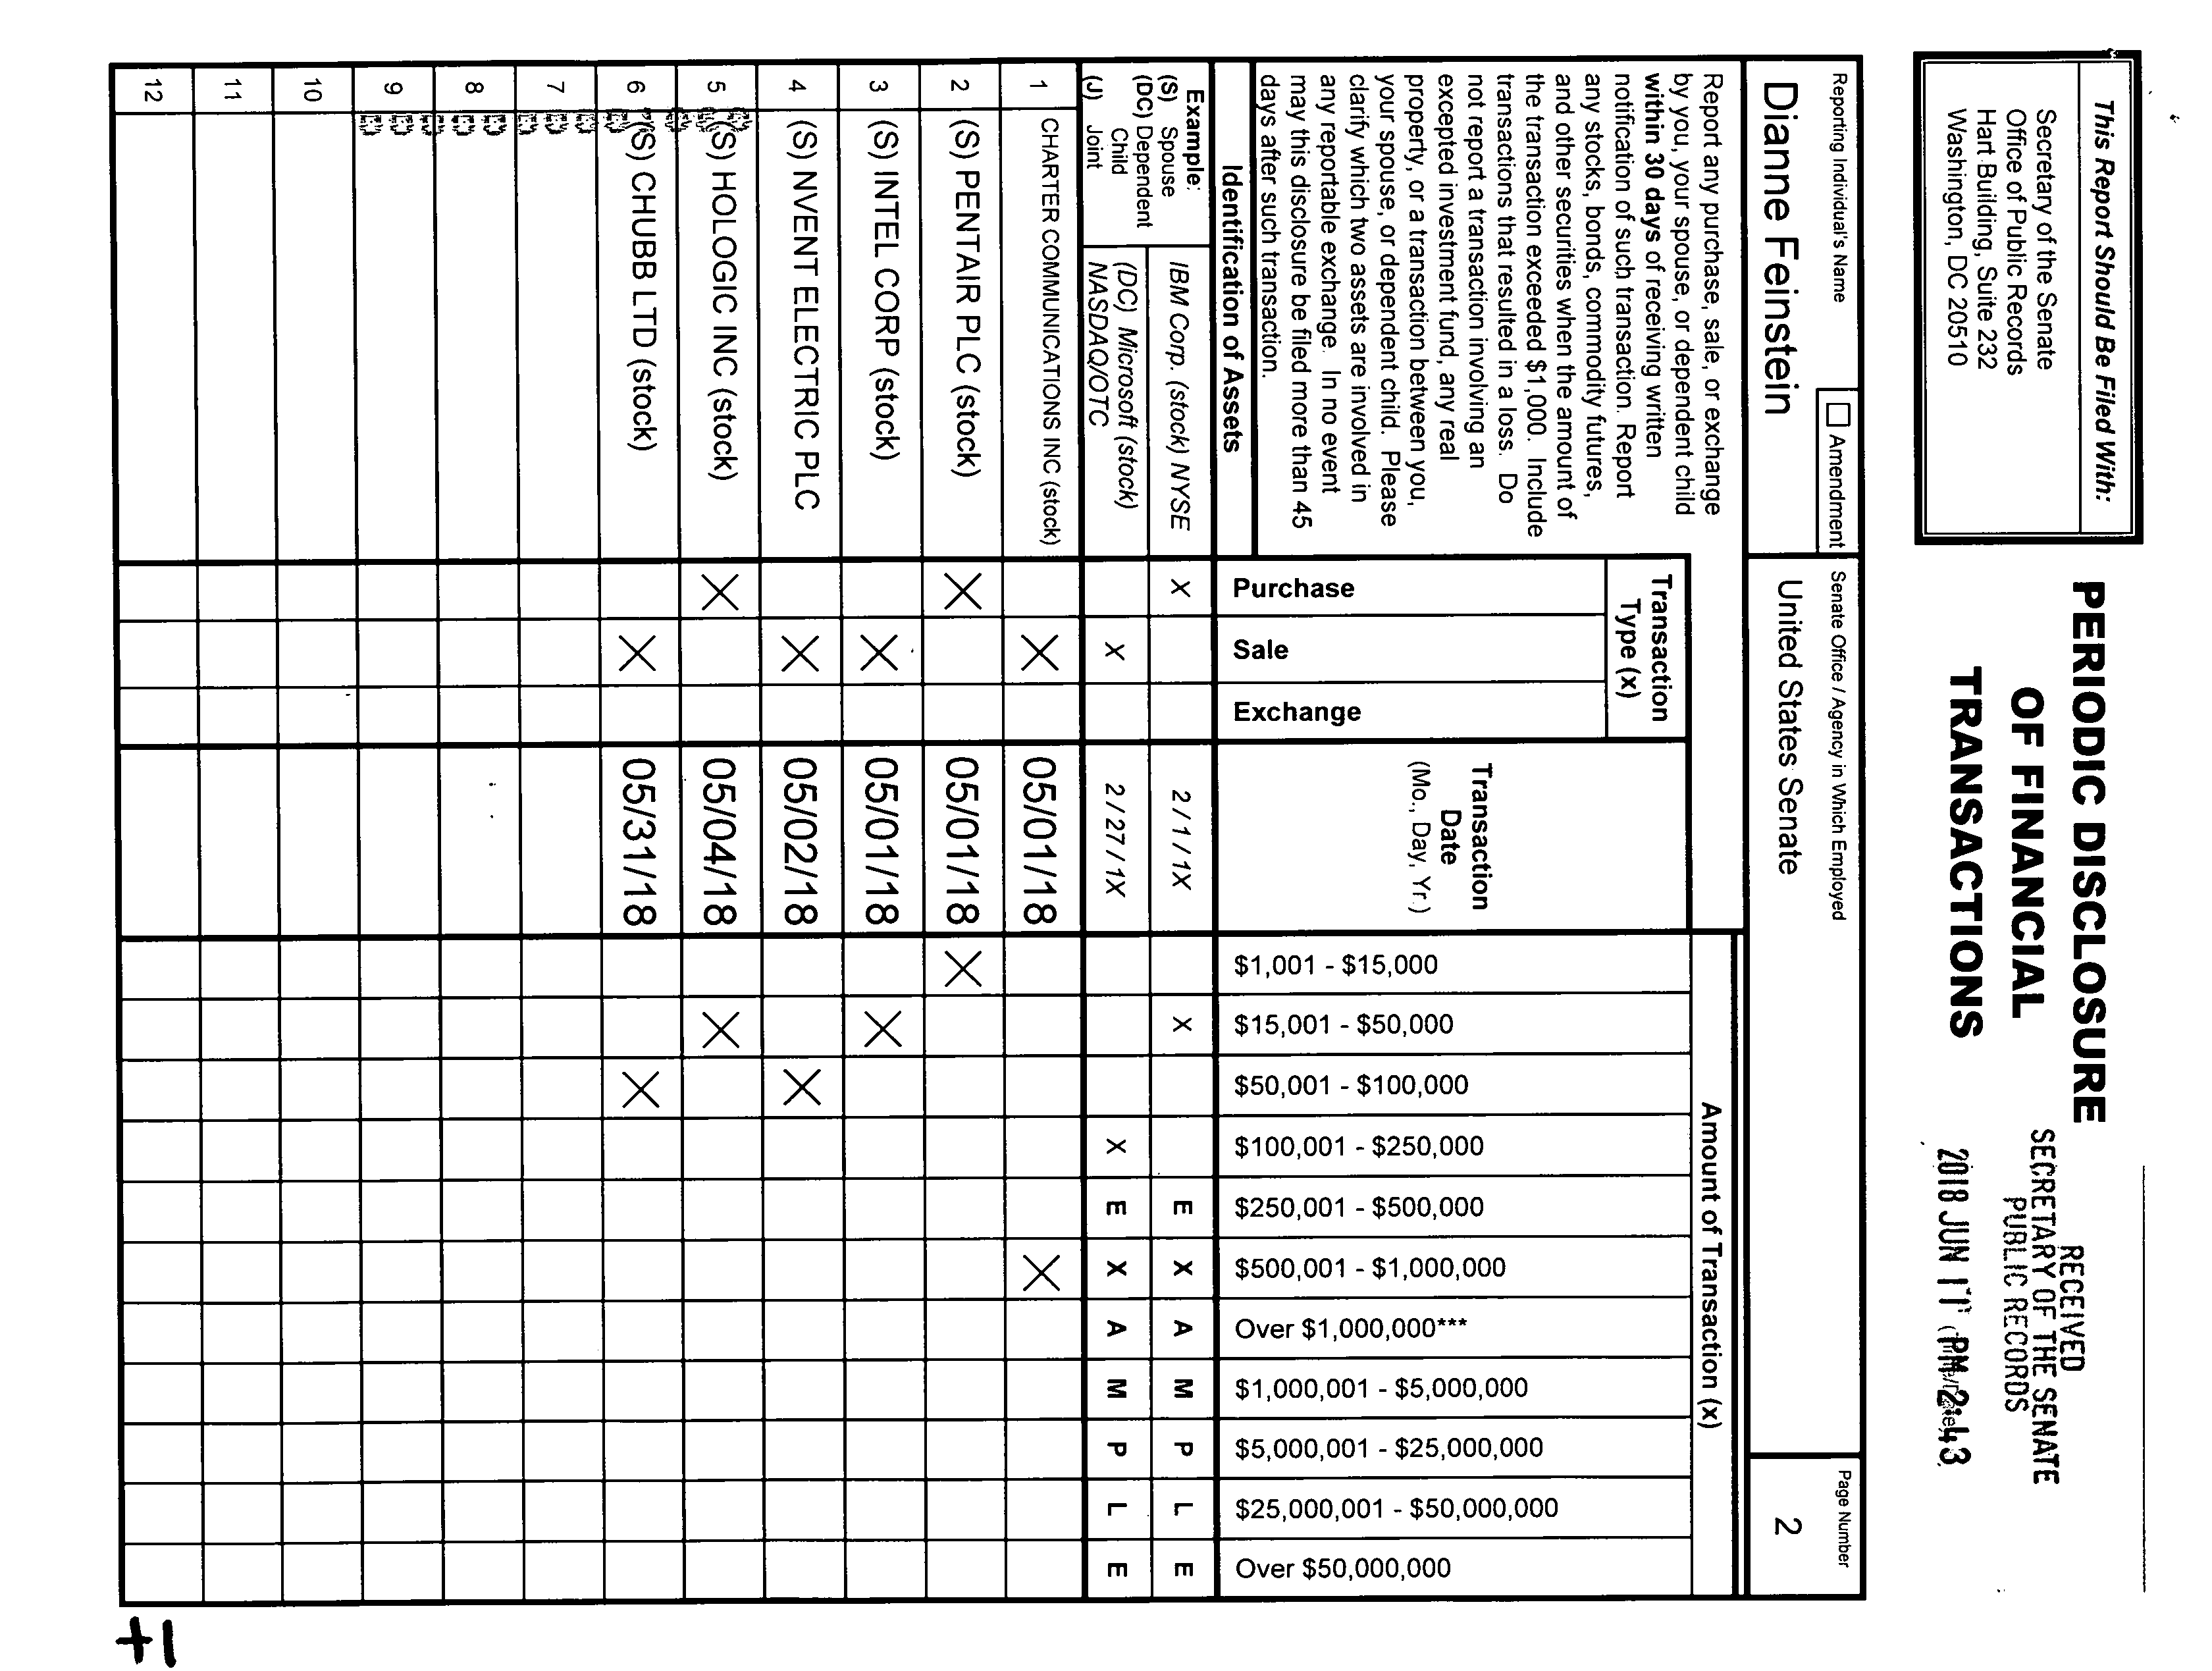 This Report Should Be Filed With:
Secretary of the Senate
Office of Public Records
Hart Building, Suite 232
Washington, DC 20510
PERIODIC DISCLOSURE
OF FINANCIAL
TRANSACTIONS
RECEIVED
SECRETARY OF THE SENATE
PUBLIC RECORDS
2018 JUN 11 PM 2:43
Reporting Individual's Name
Amendment
Senate Office / Agency in Which Employed
Page Number
Dianne Feinstein
United States Senate
2
Report any purchase, sale, or exchange
by you, your spouse, or dependent child
within 30 days of receiving written
notification of such transaction. Report
any stocks, bonds, commodity futures,
and other securities when the amount of
the transaction exceeded $1,000. Include
transactions that resulted in a loss. Do
not report a transaction involving an
excepted investment fund, any real
property, or a transaction between you,
your spouse, or dependent child. Please
clarify which two assets are involved in
any reportable exchange. In no event
may this disclosure be filed more than 45
days after such transaction.
Transaction
Type (x)
Transaction
Date
(Mo., Day, Yr.)
Amount of Transaction (x)
Identification of Assets
Purchase
Sale
Exchange
$1,001 - $15,000
$15,001 - $50,000
$50,001 - $100,000
$100,001 - $250,000
$250,001 - $500,000
$500,001 - $1,000,000
Over $1,000,000***
$1,000,001 - $5,000,000
$5,000,001 - $25,000,000
$25,000,001 - $50,000,000
Over $50,000,000
Example:
(S) Spouse
(DC) Dependent
Child
(J) Joint
IBM Corp. (stock) NYSE X 2 / 1 / 1X X E X A M P L E
(DC) Microsoft (stock)
NASDAQ/OTC X 2 / 27 / 1X X E X A M P L E
1 CHARTER COMMUNICATIONS INC (stock) X 05/01/18 X
2 (S) PENTAIR PLC (stock) X 05/01/18 X
3 (S) INTEL CORP (stock) X 05/01/18 X
4 (S) NVENT ELECTRIC PLC X 05/02/18 X
5 (S) HOLOGIC INC (stock) X 05/04/18 X
6 (S) CHUBB LTD (stock) X 05/31/18 X
7
8
9
10
11
12
+1